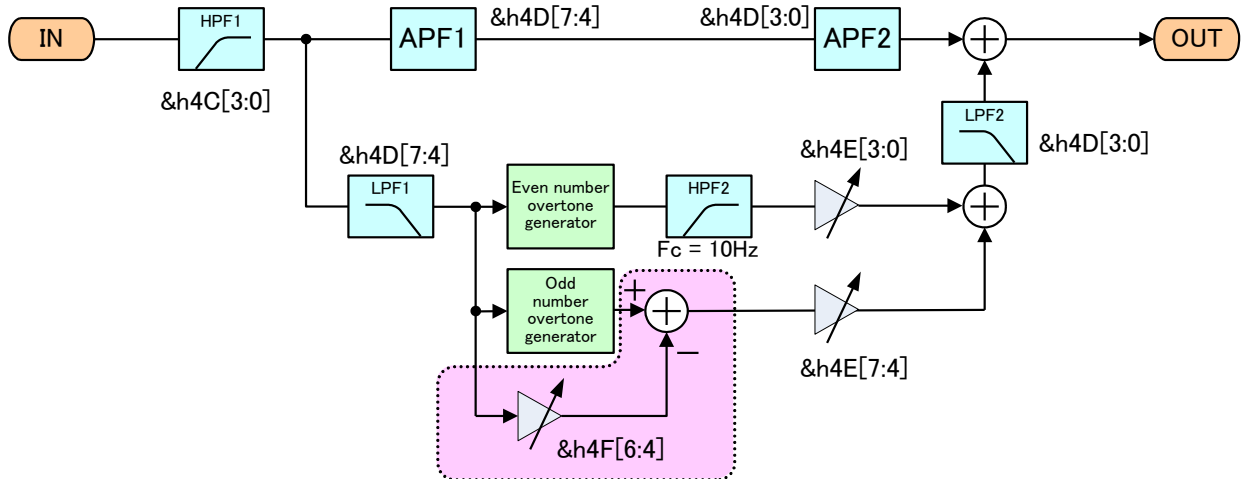 IN
HPF1
&h4C[3:0]
APF1
&h4D[7:4]
&h4D[3:0]
APF2
+
OUT
LPF2
&h4D[3:0]
&h4D[7:4]
LPF1
Even number
overtone
generator
HPF2
Fc = 10Hz
&h4E[3:0]
+
Odd
number
overtone
generator
+
+
−
&h4E[7:4]
&h4F[6:4]